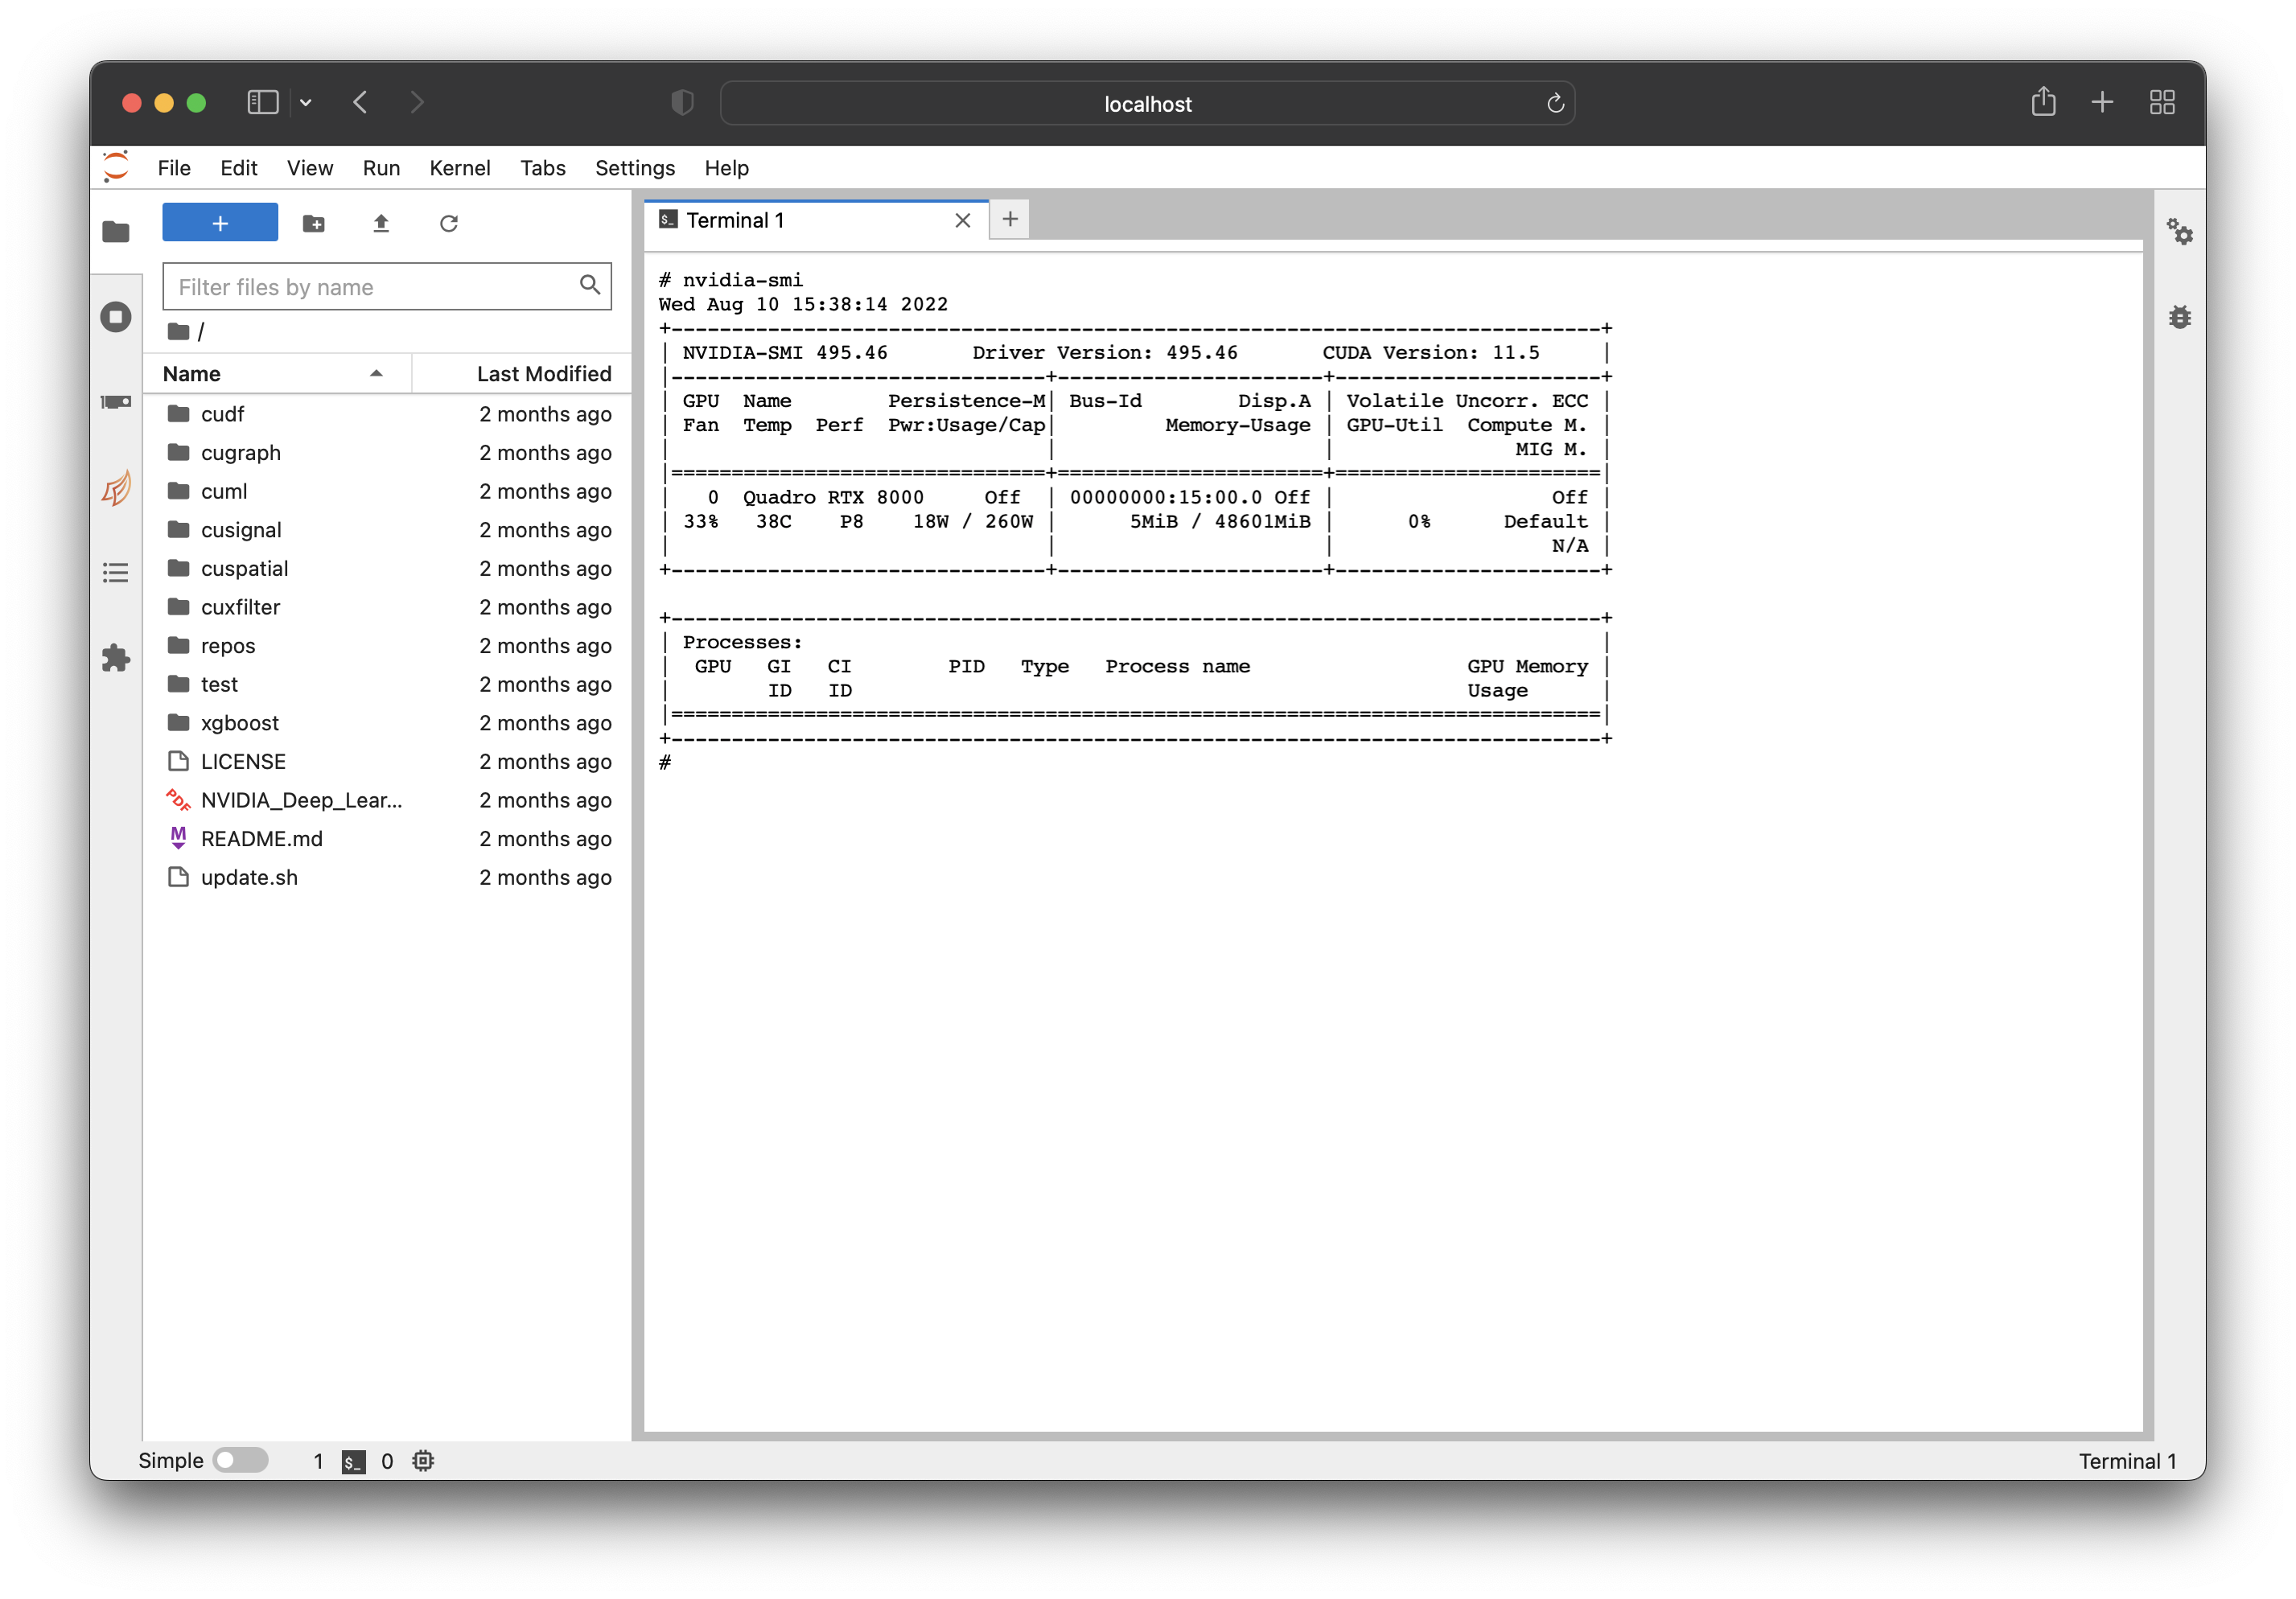 localhost
File Edit View Run Kernel Tabs Settings Help
Filter files by name
/
Name Last Modified
cudf 2 months ago
cugraph 2 months ago
cuml 2 months ago
cusignal 2 months ago
cuspatial 2 months ago
cuxfilter 2 months ago
repos 2 months ago
test 2 months ago
xgboost 2 months ago
LICENSE 2 months ago
PDF NVIDIA_Deep_Lear... 2 months ago
M README.md 2 months ago
update.sh 2 months ago
$_ Terminal 1
# nvidia-smi
Wed Aug 10 15:38:14 2022
+-----------------------------------------------------------------------------+
| NVIDIA-SMI 495.46       Driver Version: 495.46       CUDA Version: 11.5     |
|-------------------------------+----------------------+----------------------+
| GPU  Name        Persistence-M| Bus-Id        Disp.A | Volatile Uncorr. ECC |
| Fan  Temp  Perf  Pwr:Usage/Cap|         Memory-Usage | GPU-Util  Compute M. |
|                               |                      |               MIG M. |
|===============================+======================+======================|
|   0  Quadro RTX 8000     Off  | 00000000:15:00.0 Off |                  Off |
| 33%   38C    P8    18W / 260W |      5MiB / 48601MiB |      0%      Default |
|                               |                      |                  N/A |
+-------------------------------+----------------------+----------------------+
+-----------------------------------------------------------------------------+
| Processes:                                                                  |
|  GPU   GI   CI        PID   Type   Process name                  GPU Memory |
|        ID   ID                                                   Usage      |
|=============================================================================|
+-----------------------------------------------------------------------------+
#
Simple 1 $_ 0 Terminal 1